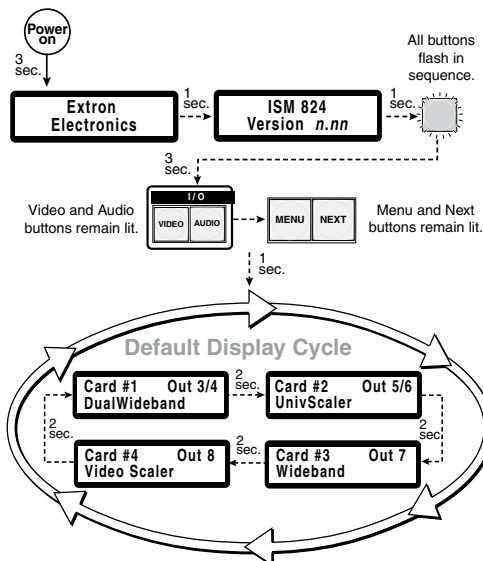 Power
on
3
sec.
Extron
Electronics
1
sec.
ISM 824
Version n.nn
1
sec.
All buttons
flash in
sequence.
3
sec.
Video and Audio
buttons remain lit.
I / O
VIDEO
AUDIO
MENU
NEXT
Menu and Next
buttons remain lit.
1
sec.
Default Display Cycle
Card #1 Out 3/4
DualWideband
2
sec.
Card #2 Out 5/6
UnivScaler
2
sec.
2
sec
Card #4 Out 8
Video Scaler
2
sec.
Card #3 Out 7
Wideband